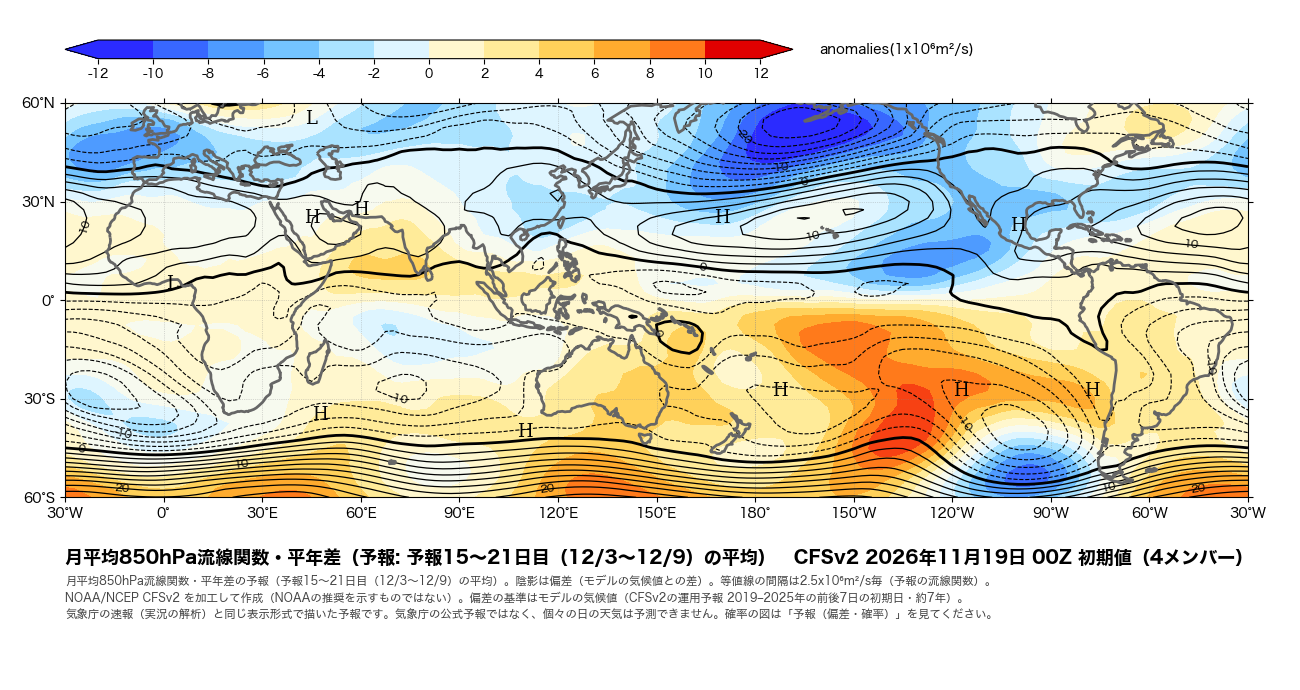 anomalies(1x10⁶m²/s)
-12 -10 -8 -6 -4 -2 0 2 4 6 8 10 12
60°N
30°N
0°
30°S
60°S
30°W 0° 30°E 60°E 90°E 120°E 150°E 180° 150°W 120°W 90°W 60°W 30°W
L
H
H
H
H
L
H
H
H
H
H
月平均850hPa流線関数・平年差（予報: 予報15～21日目（12/3～12/9）の平均） CFSv2 2026年11月19日 00Z 初期値（4メンバー）
月平均850hPa流線関数・平年差の予報（予報15～21日目（12/3～12/9）の平均）。陰影は偏差（モデルの気候値との差）。等値線の間隔は2.5x10⁶m²/s毎（予報の流線関数）。
NOAA/NCEP CFSv2 を加工して作成（NOAAの推奨を示すものではない）。偏差の基準はモデルの気候値（CFSv2の運用予報 2019–2025年の前後7日の初期日・約7年）。
気象庁の速報（実況の解析）と同じ表示形式で描いた予報です。気象庁の公式予報ではなく、個々の日の天気は予測できません。確率の図は「予報（偏差・確率）」を見てください。